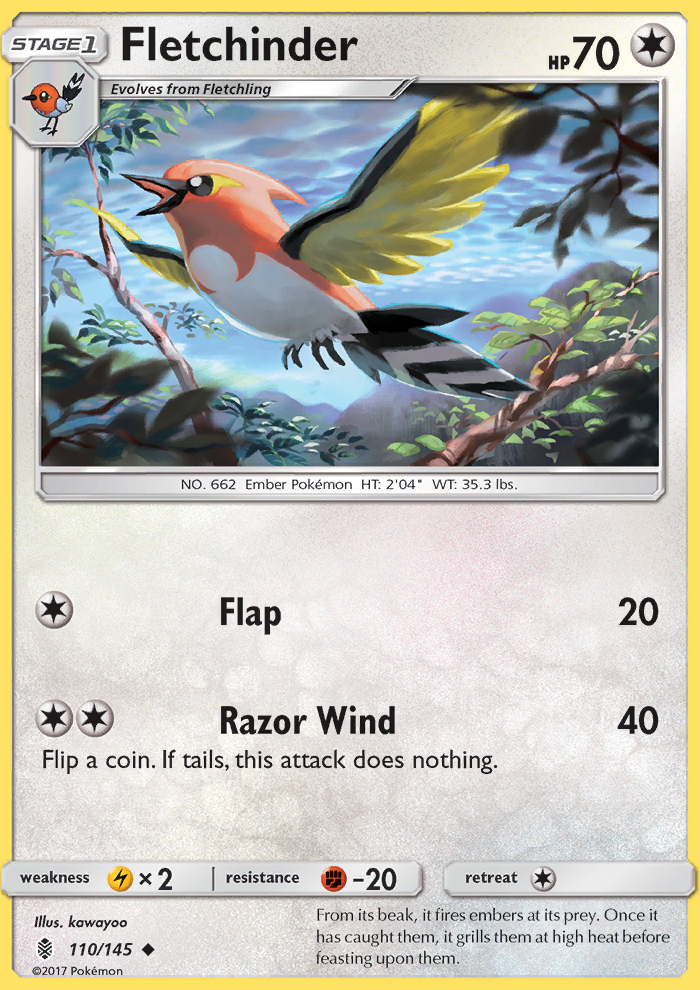 STAGE1
Fletchinder
HP70
Evolves from Fletchling
NO. 662 Ember Pokémon HT: 2'04" WT: 35.3 lbs.
Flap 20
Razor Wind 40
Flip a coin. If tails, this attack does nothing.
weakness ×2 resistance –20 retreat
Illus. kawayoo
110/145
©2017 Pokémon
From its beak, it fires embers at its prey. Once it
has caught them, it grills them at high heat before
feasting upon them.